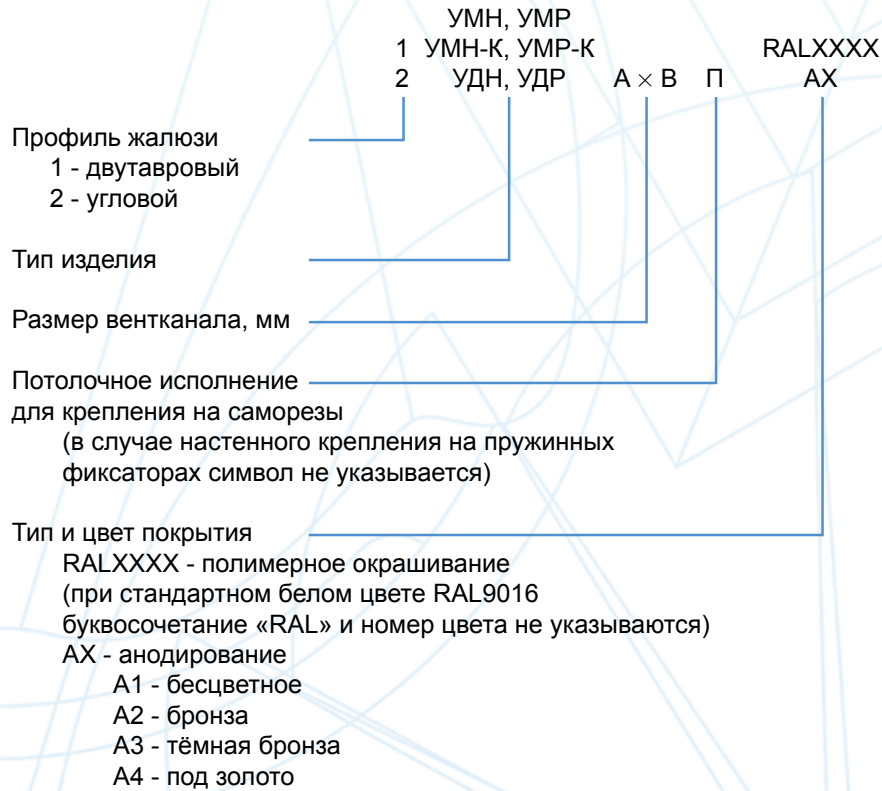 УМН, УМР
1 УМН-К, УМР-К RALXXXX
2 УДН, УДР А × В П АХ
Профиль жалюзи
1 - двутавровый
2 - угловой
Тип изделия
Размер вентканала, мм
Потолочное исполнение
для крепления на саморезы
(в случае настенного крепления на пружинных
фиксаторах символ не указывается)
Тип и цвет покрытия
RALXXXX - полимерное окрашивание
(при стандартном белом цвете RAL9016
буквосочетание «RAL» и номер цвета не указываются)
АХ - анодирование
А1 - бесцветное
А2 - бронза
А3 - тёмная бронза
А4 - под золото